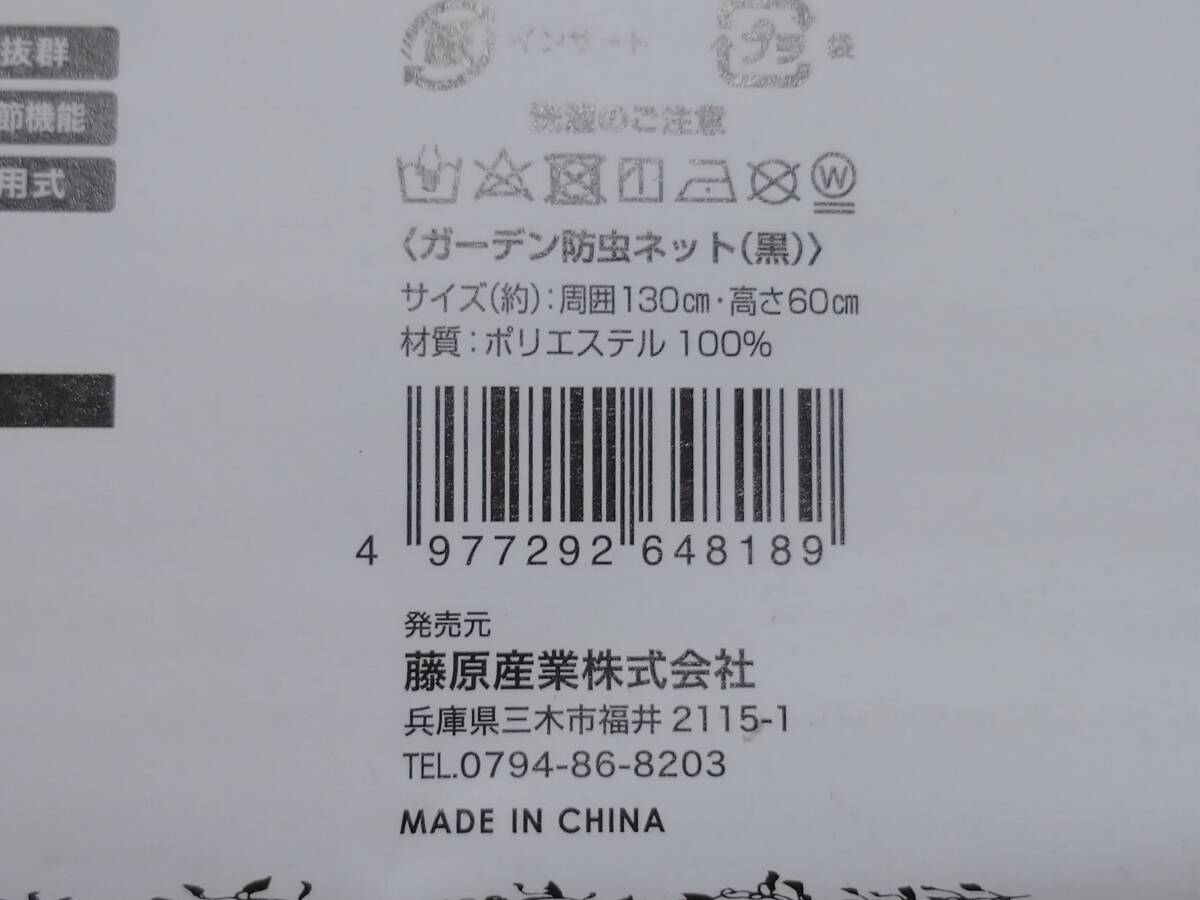 抜群
節機能
用式
紙 インサート プラ 袋
洗濯のご注意
W
〈ガーデン防虫ネット(黒)〉
サイズ(約):周囲130㎝・高さ60㎝
材質:ポリエステル 100%
4 977292 648189
発売元
藤原産業株式会社
兵庫県三木市福井 2115-1
TEL.0794-86-8203
MADE IN CHINA